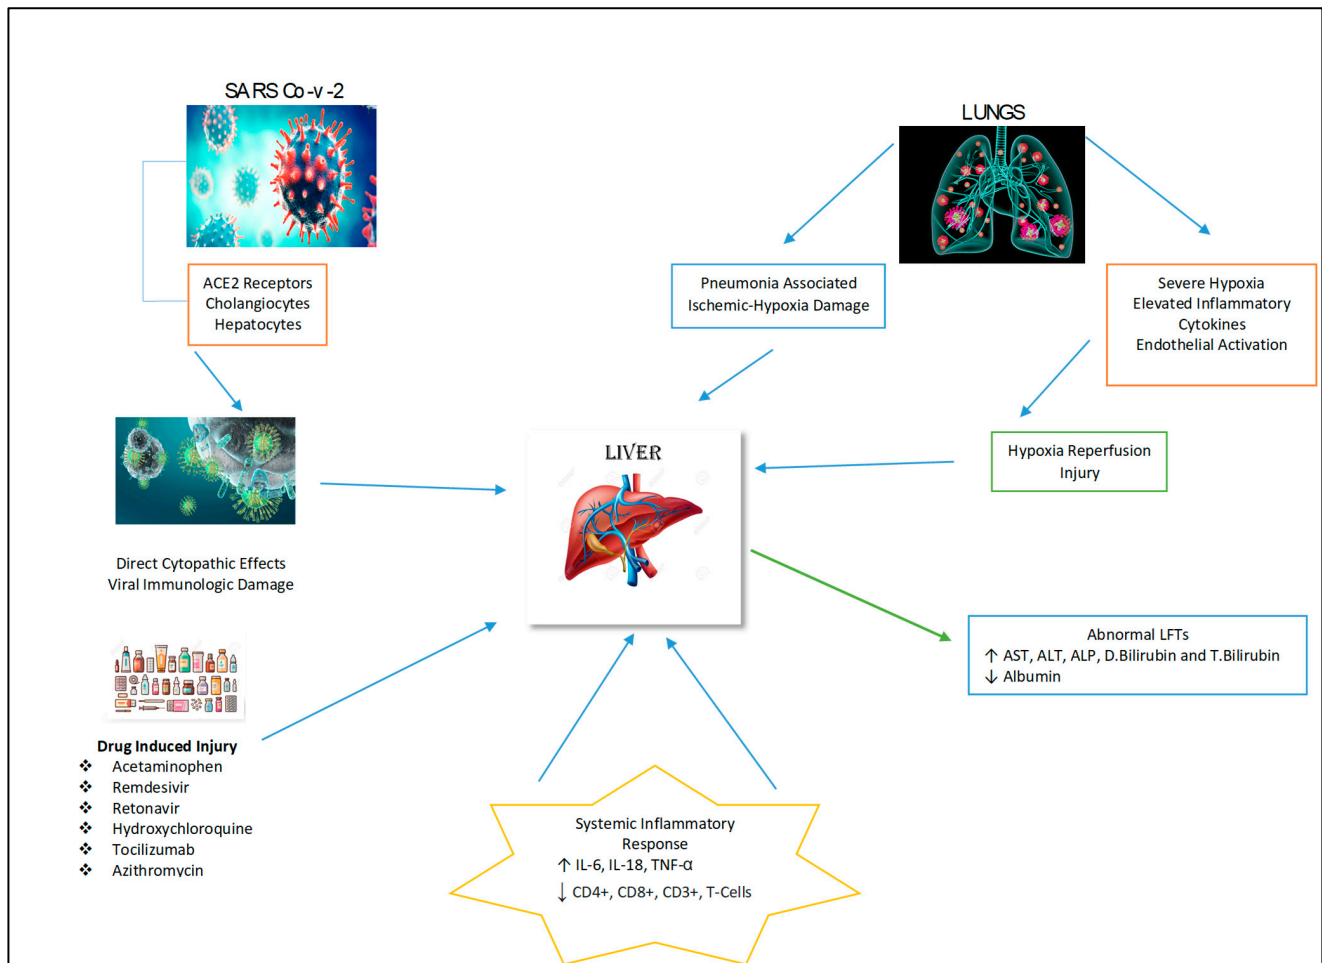 SARS Co-v-2
LUNGS
ACE2 Receptors
Cholangiocytes
Hepatocytes
Pneumonia Associated
Ischemic-Hypoxia Damage
Severe Hypoxia
Elevated Inflammatory
Cytokines
Endothelial Activation
LIVER
Hypoxia Reperfusion
Injury
Direct Cytopathic Effects
Viral Immunologic Damage
Abnormal LFTs
↑ AST, ALT, ALP, D.Bilirubin and T.Bilirubin
↓ Albumin
Drug Induced Injury
❖ Acetaminophen
❖ Remdesivir
❖ Retonavir
❖ Hydroxychloroquine
❖ Tocilizumab
❖ Azithromycin
Systemic Inflammatory
Response
↑ IL-6, IL-18, TNF-α
↓ CD4+, CD8+, CD3+, T-Cells